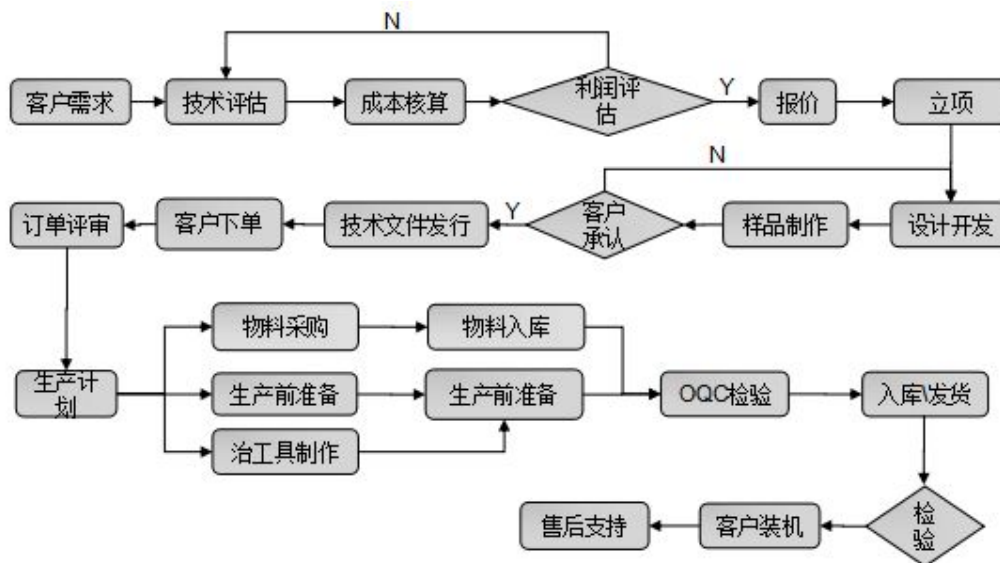 N
客户需求
技术评估
成本核算
利润评
估
Y
报价
立项
N
订单评审
客户下单
技术文件发行
Y
客户
承认
样品制作
设计开发
物料采购
物料入库
生产计
划
生产前准备
生产前准备
OQC检验
入库\发货
治工具制作
售后支持
客户装机
检
验